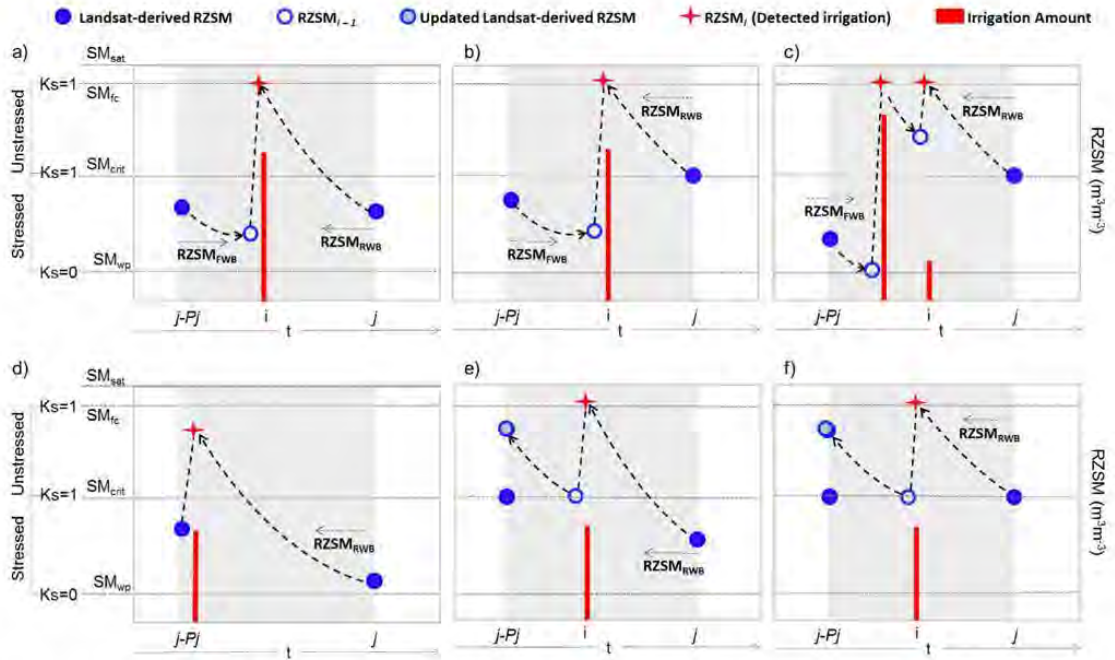 Landsat-derived RZSM RZSMi-1 Updated Landsat-derived RZSM RZSMi (Detected irrigation) Irrigation Amount
a) b) c)
SMsat
Ks=1
SMfc
Unstressed
SMcrit
Ks=1
Stressed
SMwp
Ks=0
RZSMFWB RZSMRWB
RZSMFWB RZSMRWB
RZSMFWB RZSMRWB
RZSM (m³m⁻³)
j-Pj i j
t
j-Pj i j
t
j-Pj i j
t
d) e) f)
SMsat
Ks=1
SMfc
Unstressed
SMcrit
Ks=1
Stressed
SMwp
Ks=0
RZSMRWB
RZSMRWB
RZSMRWB
RZSM (m³m⁻³)
j-Pj j
t
j-Pj i j
t
j-Pj i j
t